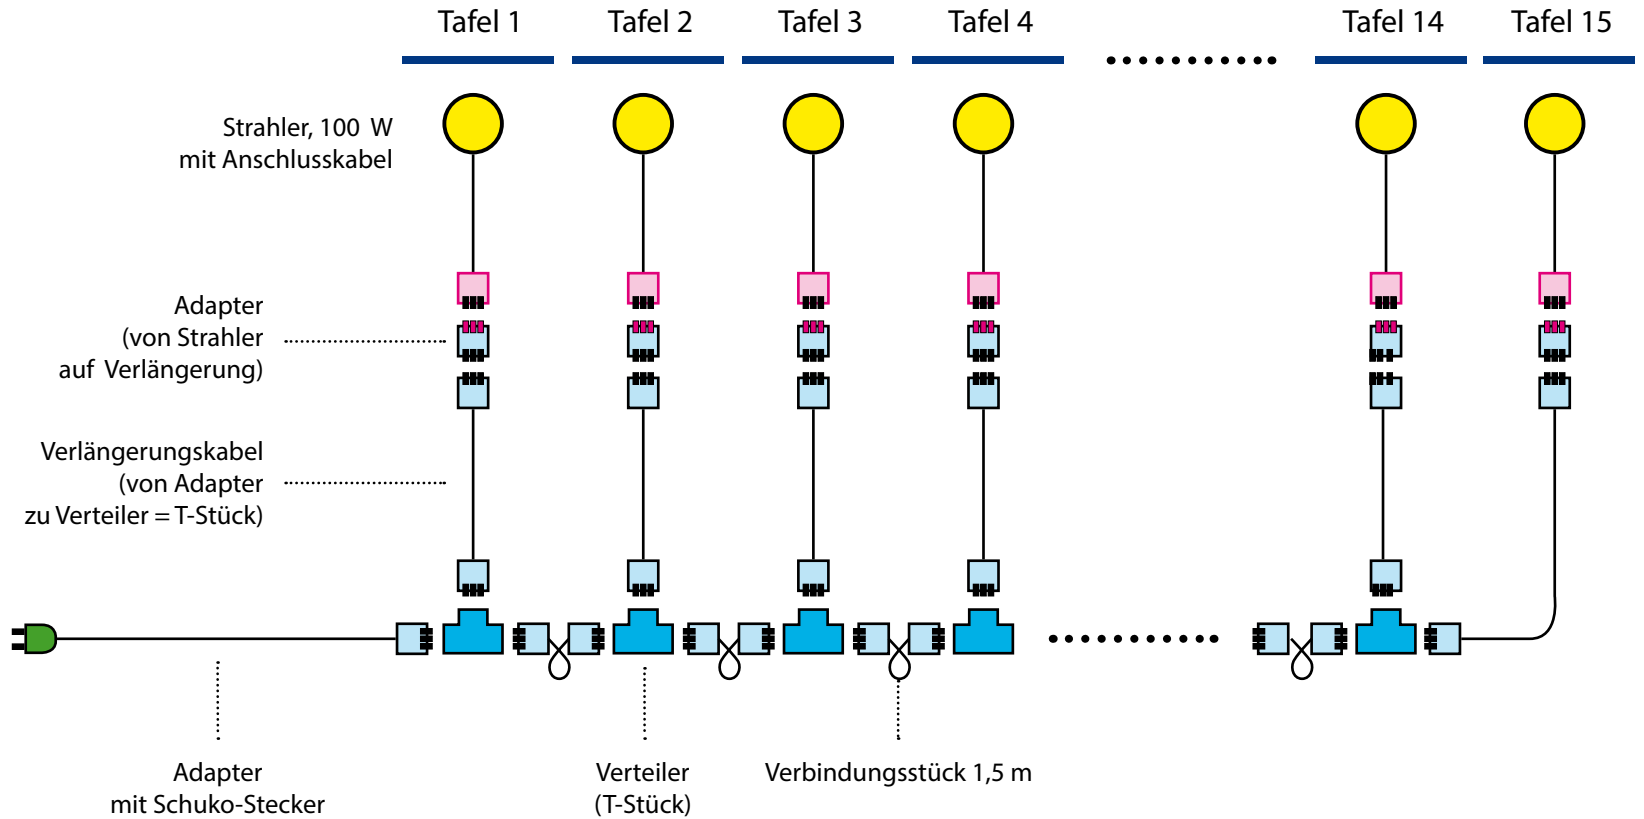 Tafel 1
Tafel 2
Tafel 3
Tafel 4
Tafel 14
Tafel 15
Strahler, 100 W
mit Anschlusskabel
Adapter
(von Strahler
auf Verlängerung)
Verlängerungskabel
(von Adapter
zu Verteiler = T-Stück)
Adapter
mit Schuko-Stecker
Verteiler
(T-Stück)
Verbindungsstück 1,5 m